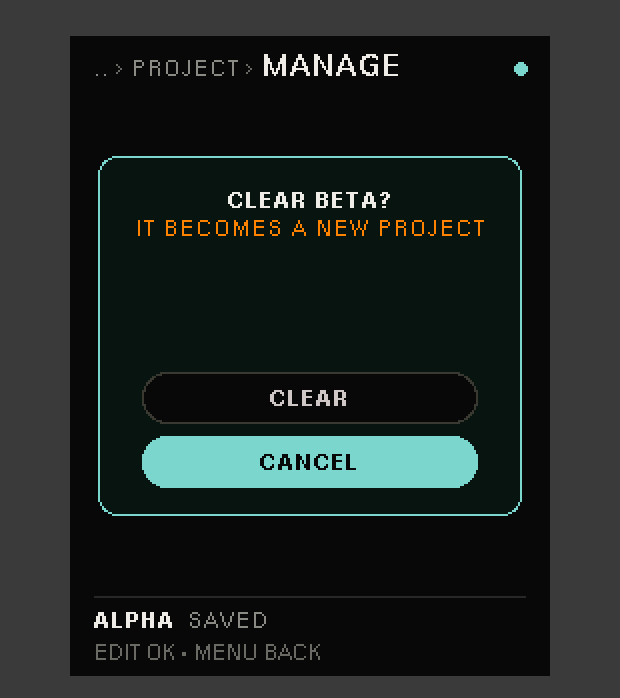 .. › PROJECT › MANAGE
CLEAR BETA?
IT BECOMES A NEW PROJECT
CLEAR
CANCEL
ALPHA SAVED
EDIT OK · MENU BACK